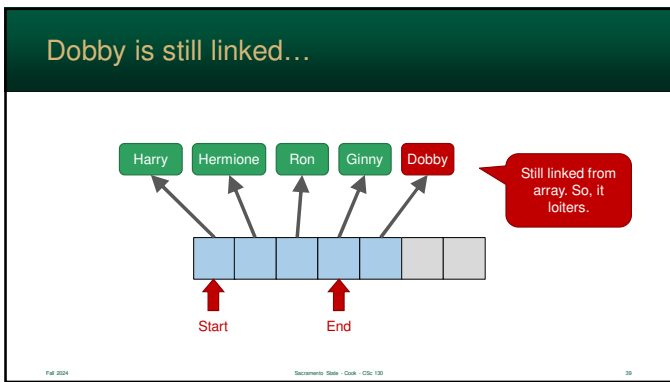 Dobby is still linked…
Harry Hermione Ron Ginny Dobby
Still linked from
array. So, it
loiters.
Start End
Fall 2024 Sacramento State - Cook - CSc 130 39